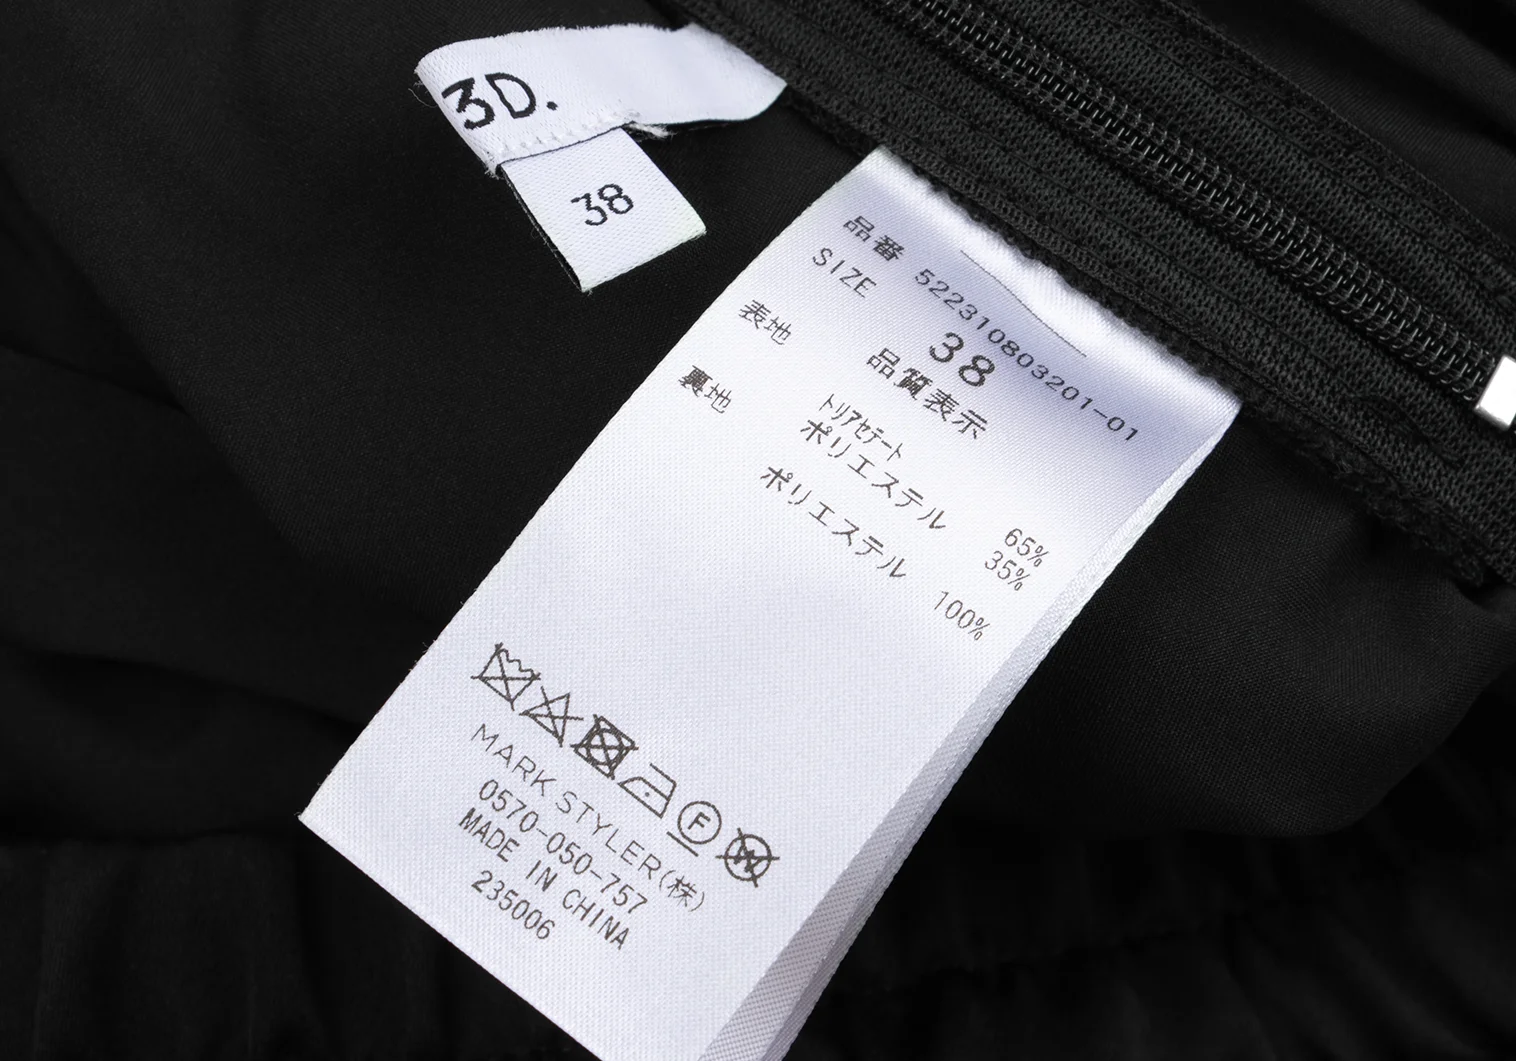 3D.
38
品番 52231080320​1-01
SIZE 38
品質表示
表地 トリアセテート 65%
ポリエステル 35%
裏地 ポリエステル 100%
F
W
MARK STYLER(株)
0570-050-757
MADE IN CHINA
235006